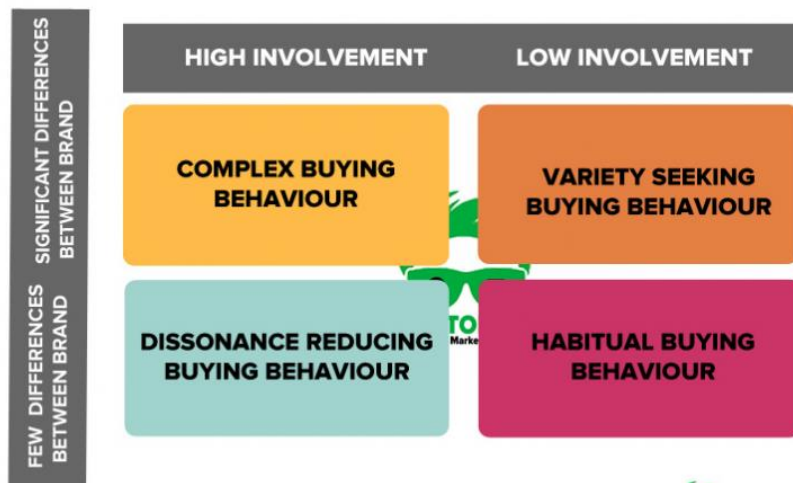 HIGH INVOLVEMENT
LOW INVOLVEMENT
SIGNIFICANT DIFFERENCES
BETWEEN BRAND
COMPLEX BUYING
BEHAVIOUR
VARIETY SEEKING
BUYING BEHAVIOUR
FEW DIFFERENCES
BETWEEN BRAND
DISSONANCE REDUCING
BUYING BEHAVIOUR
HABITUAL BUYING
BEHAVIOUR